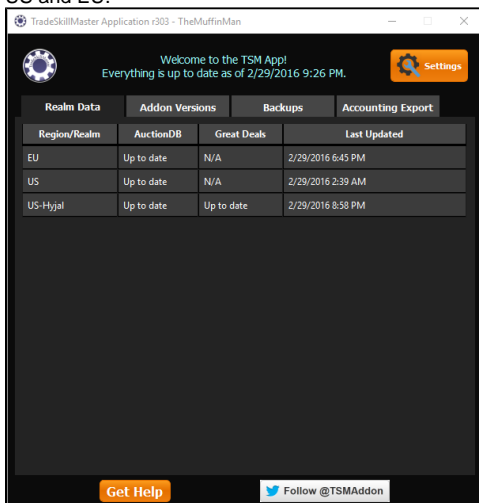 US and EU.
TradeSkillMaster Application r303 - TheMuffinMan
Welcome to the TSM App!
Everything is up to date as of 2/29/2016 9:26 PM.
Settings
Realm Data Addon Versions Backups Accounting Export
Region/Realm AuctionDB Great Deals Last Updated
EU Up to date N/A 2/29/2016 6:45 PM
US Up to date N/A 2/29/2016 2:39 AM
US-Hyjal Up to date Up to date 2/29/2016 8:58 PM
Get Help Follow @TSMAddon